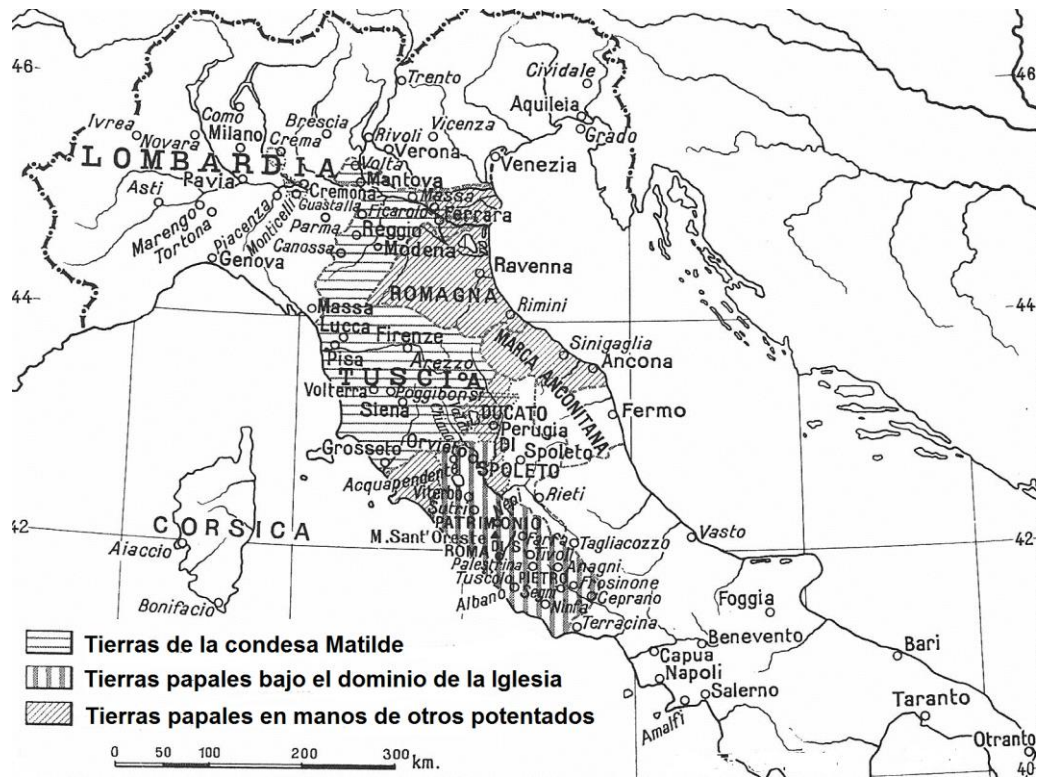 46
46
Trento
Cividale
Aquileia
Grado
Ivrea
Novara
Como
Milano
Brescia
Crema
Rivoli
Vicenza
Verona
Venezia
LOMBARDIA
Volta
Pavia
Cremona
Mantova
Massa
Asti
Guastalla
Ficarolo
Ferrara
Marengo
Tortona
Piacenza
Monticelli
Parma
Reggio
Canossa
Modena
Genova
Ravenna
44
44
ROMAGNA
Massa
Rimini
Lucca
Firenze
Sinigaglia
Pisa
Arezzo
MARCA ANCONITANA
Ancona
TUSCIA
Volterra
Poggibonsi
Siena
DUCATO
Perugia
Fermo
DI
Grosseto
Orvieto
Spoleto
SPOLETO
Acquapendente
Viterbo
Rieti
Sutri
42
42
CORSICA
PATRIMONIO
M. Sant'Oreste
Farfa
Tagliacozzo
Vasto
Aiaccio
ROMA
DI S.
Tivoli
Palestrina
Anagni
Tuscolo
PIETRO
Frosinone
Segni
Ceprano
Albano
Ninfa
Foggia
Bonifacio
Terracina
Benevento
Bari
Capua
Napoli
Salerno
Taranto
Amalfi
Otranto
40
Tierras de la condesa Matilde
Tierras papales bajo el dominio de la Iglesia
Tierras papales en manos de otros potentados
0 50 100 200 300 km.